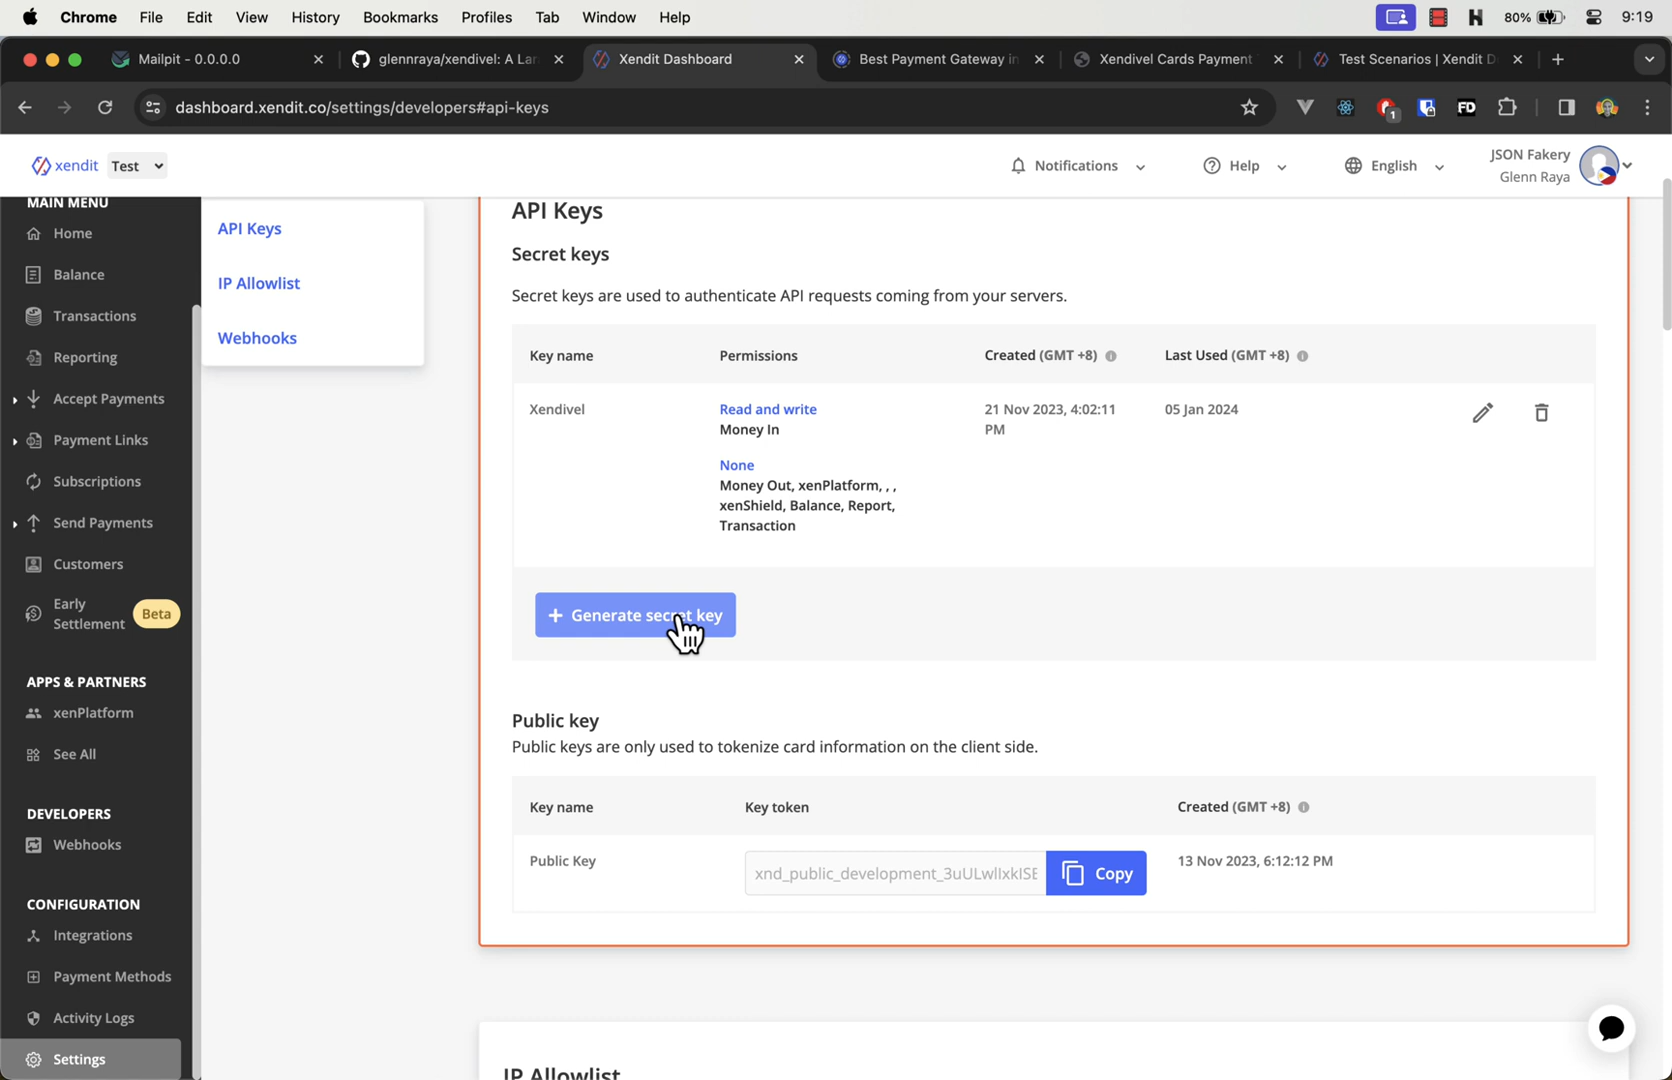 Chrome File Edit View History Bookmarks Profiles Tab Window Help
H 80% 9:19
Mailpit - 0.0.0.0
glennraya/xendivel: A Lar
Xendit Dashboard
Best Payment Gateway in
Xendivel Cards Payment
Test Scenarios | Xendit D
dashboard.xendit.co/settings/developers#api-keys
1
FD
xendit Test
Notifications
Help
English
JSON Fakery
Glenn Raya
MAIN MENU
Home
Balance
Transactions
Reporting
Accept Payments
Payment Links
Subscriptions
Send Payments
Customers
Early
Settlement
Beta
APPS & PARTNERS
xenPlatform
See All
DEVELOPERS
Webhooks
CONFIGURATION
Integrations
Payment Methods
Activity Logs
Settings
API Keys
IP Allowlist
Webhooks
API Keys
Secret keys
Secret keys are used to authenticate API requests coming from your servers.
Key name Permissions Created (GMT +8) Last Used (GMT +8)
Xendivel
Read and write
Money In
None
Money Out, xenPlatform, , ,
xenShield, Balance, Report,
Transaction
21 Nov 2023, 4:02:11
PM
05 Jan 2024
+ Generate secret key
Public key
Public keys are only used to tokenize card information on the client side.
Key name Key token Created (GMT +8)
Public Key
Copy
13 Nov 2023, 6:12:12 PM
IP Allowlist